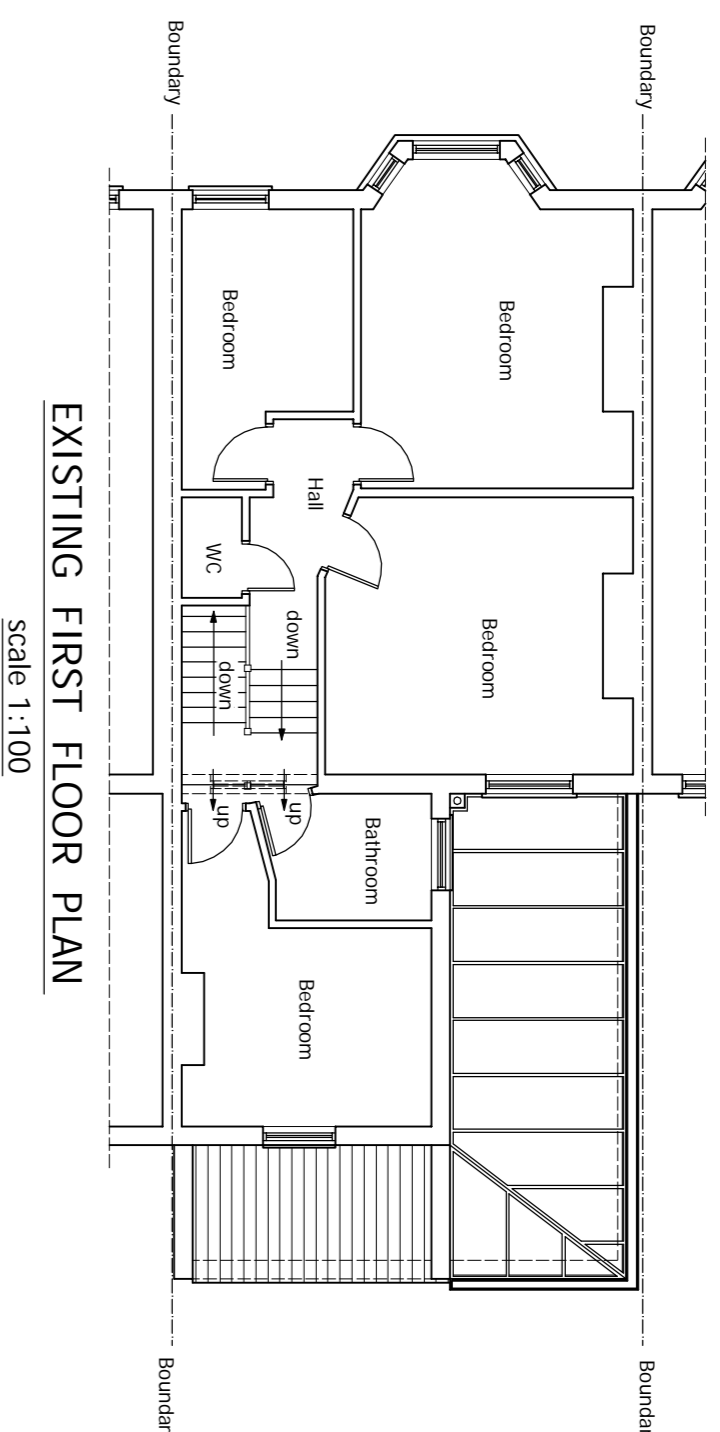 Boundary
Boundar
Bedroom
Bedroom
Bathroom
Hall
Bedroom
down
up
Bedroom
WC
down
up
Boundary
Boundar
EXISTING FIRST FLOOR PLAN
scale 1:100